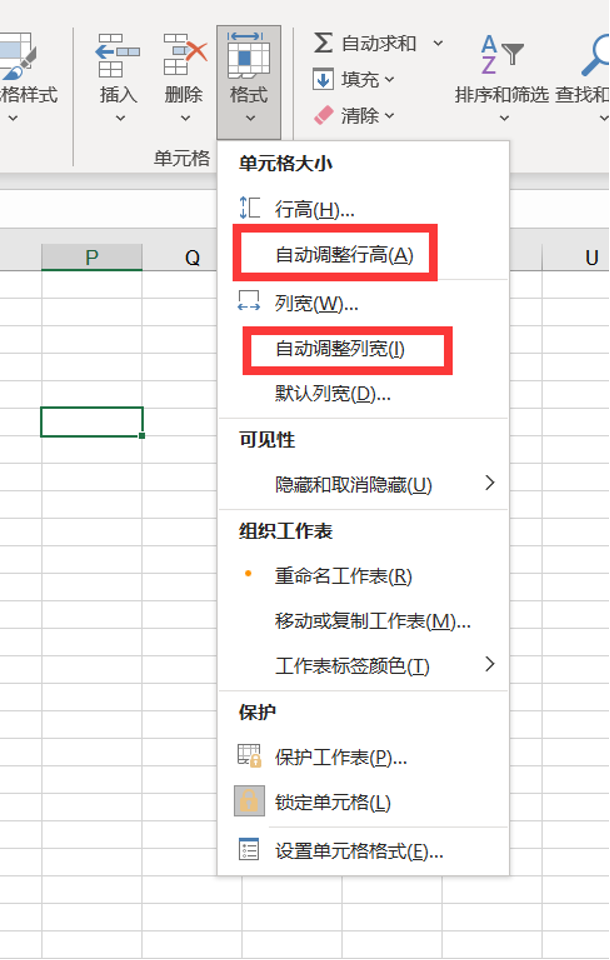 自动求和
填充
清除
格样式
插入
删除
格式
排序和筛选
查找和
单元格
单元格大小
行高(H)...
自动调整行高(A)
P
Q
U
列宽(W)...
自动调整列宽(I)
默认列宽(D)...
可见性
隐藏和取消隐藏(U)
组织工作表
重命名工作表(R)
移动或复制工作表(M)...
工作表标签颜色(T)
保护
保护工作表(P)...
锁定单元格(L)
设置单元格格式(E)...